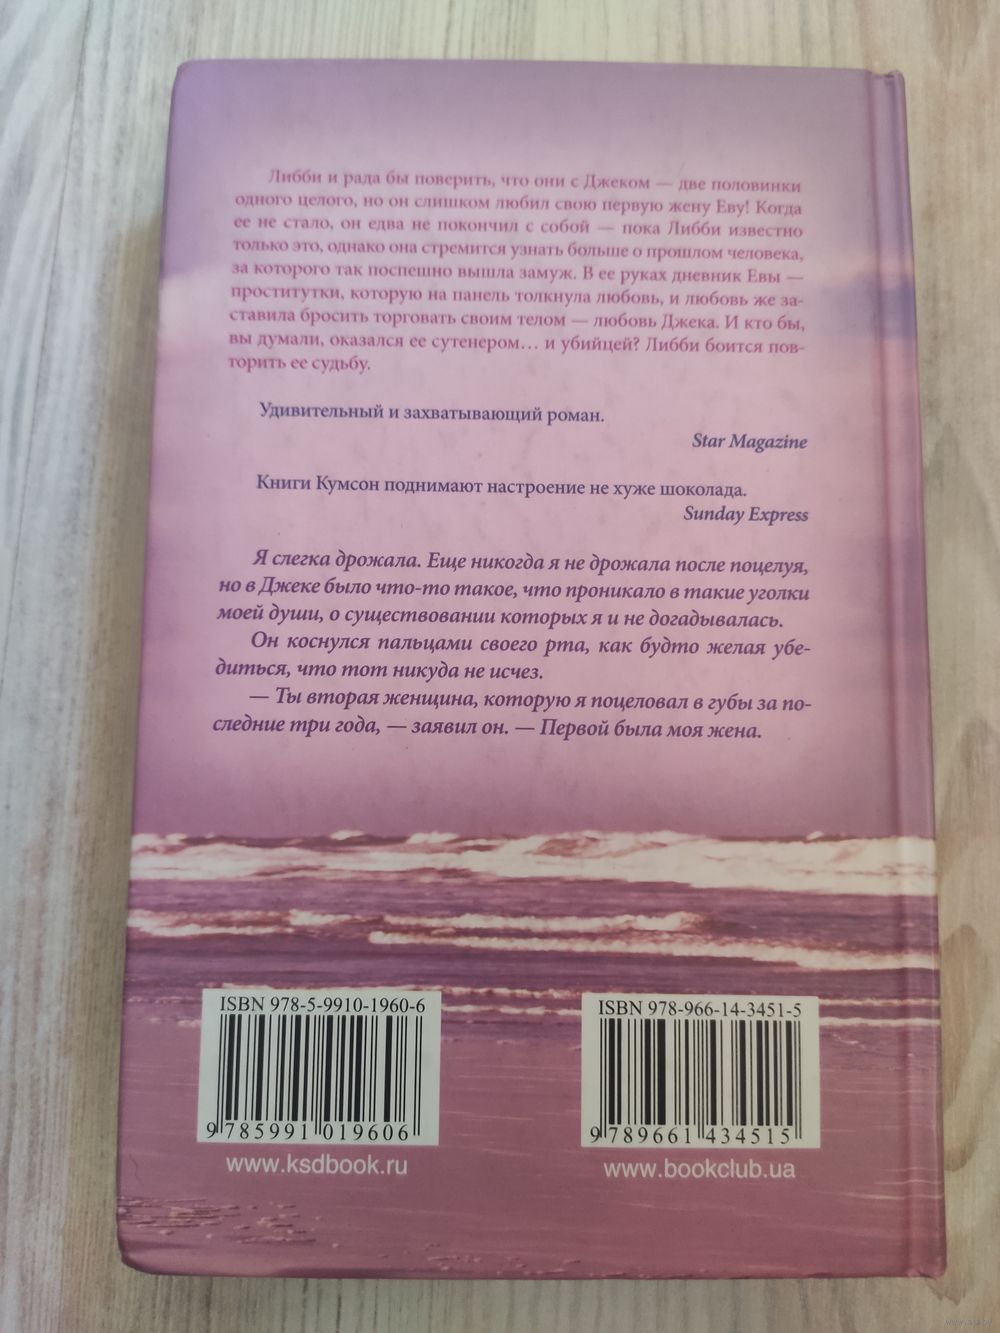 Либби и рада бы поверить, что они с Джеком — две половинки
одного целого, но он слишком любил свою первую жену Еву! Когда
ее не стало, он едва не покончил с собой — пока Либби известно
только это, однако она стремится узнать больше о прошлом человека,
за которого так поспешно вышла замуж. В ее руках дневник Евы —
проститутки, которую на панель толкнула любовь, и любовь же за-
ставила бросить торговать своим телом — любовь Джека. И кто бы,
вы думали, оказался ее сутенером... и убийцей? Либби боится пов-
торить ее судьбу.
Удивительный и захватывающий роман.
Star Magazine
Книги Кумсон поднимают настроение не хуже шоколада.
Sunday Express
Я слегка дрожала. Еще никогда я не дрожала после поцелуя,
но в Джеке было что-то такое, что проникало в такие уголки
моей души, о существовании которых я и не догадывалась.
Он коснулся пальцами своего рта, как будто желая убе-
диться, что тот никуда не исчез.
— Ты вторая женщина, которую я поцеловал в губы за по-
следние три года, — заявил он. — Первой была моя жена.
ISBN 978-5-9910-1960-6
9 785991 019606
www.ksdbook.ru
ISBN 978-966-14-3451-5
9 789661 434515
www.bookclub.ua